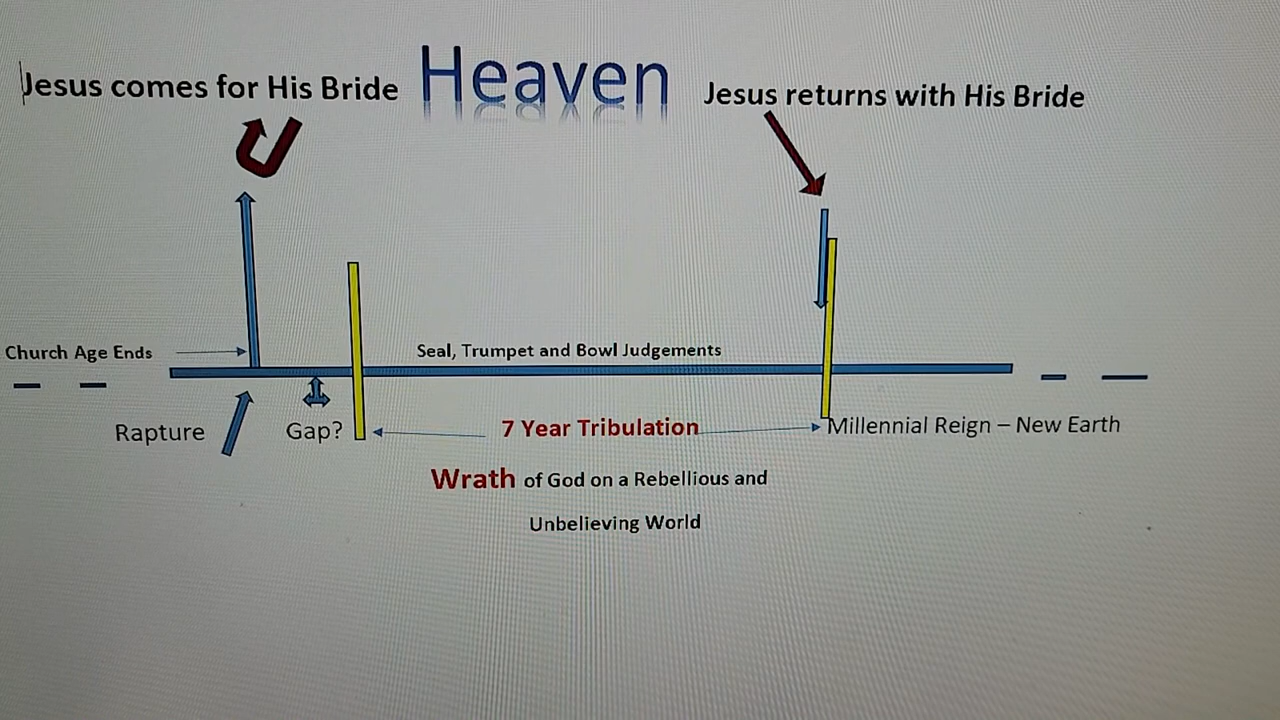 Jesus comes for His Bride
Heaven
Jesus returns with His Bride
Church Age Ends
Seal, Trumpet and Bowl Judgements
Rapture
Gap?
7 Year Tribulation
Millennial Reign – New Earth
Wrath of God on a Rebellious and
Unbelieving World